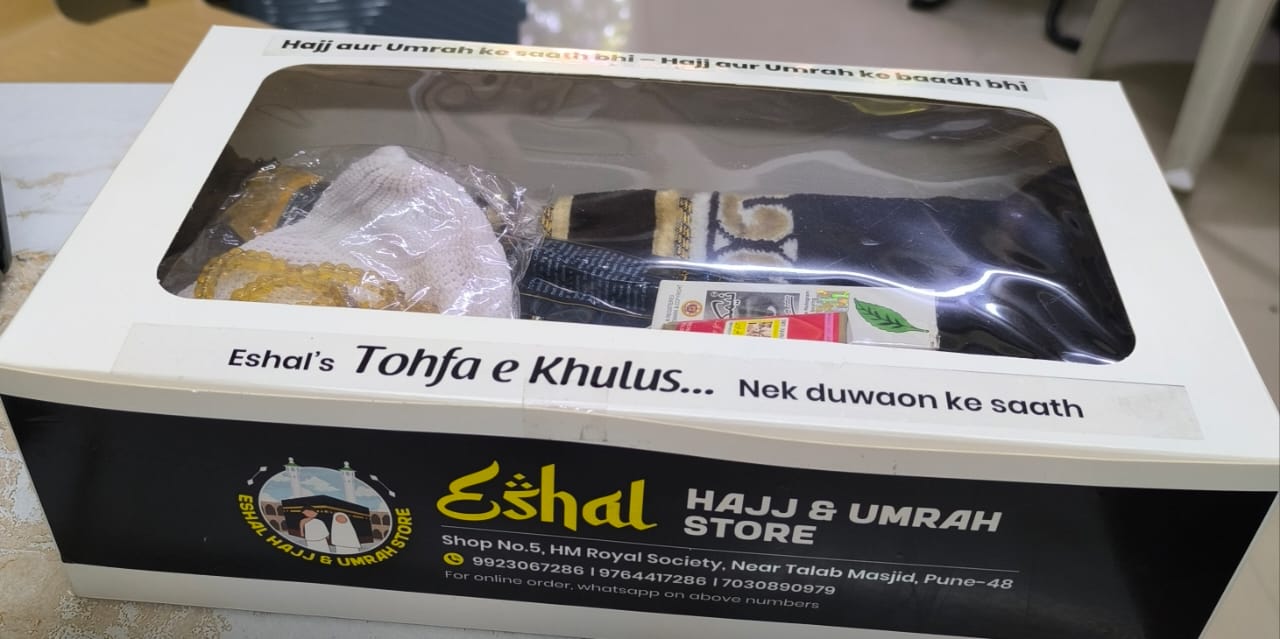 Hajj aur Umrah ke saath bhi – Hajj aur Umrah ke baadh bhi
Eshal's Tohfa e Khulus... Nek duwaon ke saath
ESHAL HAJJ & UMRAH STORE
Eshal
HAJJ & UMRAH
STORE
Shop No.5, HM Royal Society, Near Talab Masjid, Pune-48
9923067286 | 9764417286 | 7030890979
For online order, whatsapp on above numbers